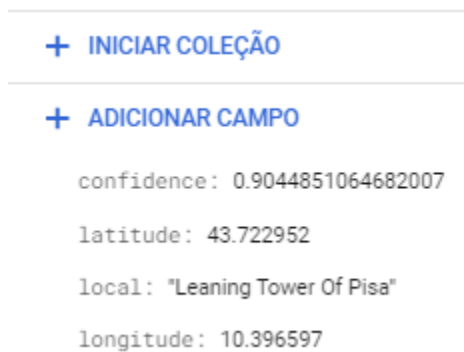 + INICIAR COLEÇÃO
+ ADICIONAR CAMPO
confidence: 0.9044851064682007
latitude: 43.722952
local: "Leaning Tower Of Pisa"
longitude: 10.396597